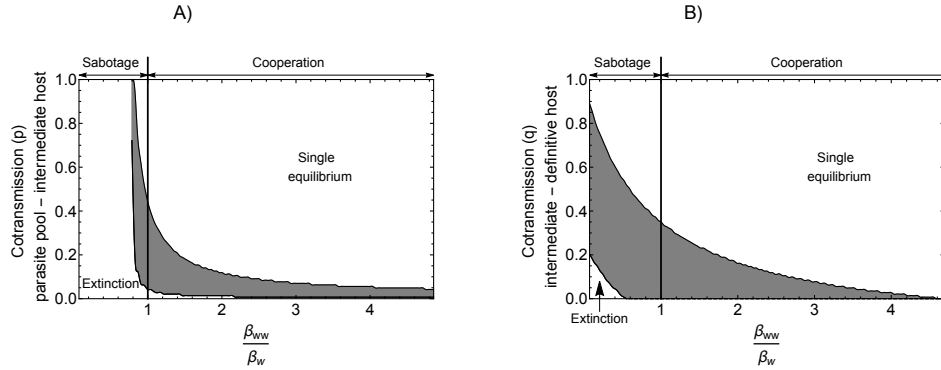 A)
Sabotage
Cooperation
Cotransmission (p)
parasite pool – intermediate host
1.0
0.8
0.6
0.4
0.2
0.0
Single
equilibrium
Extinction
1
2
3
4
βww
βw
B)
Sabotage
Cooperation
Cotransmission (q)
intermediate – definitive host
1.0
0.8
0.6
0.4
0.2
0.0
Single
equilibrium
Extinction
1
2
3
4
βww
βw